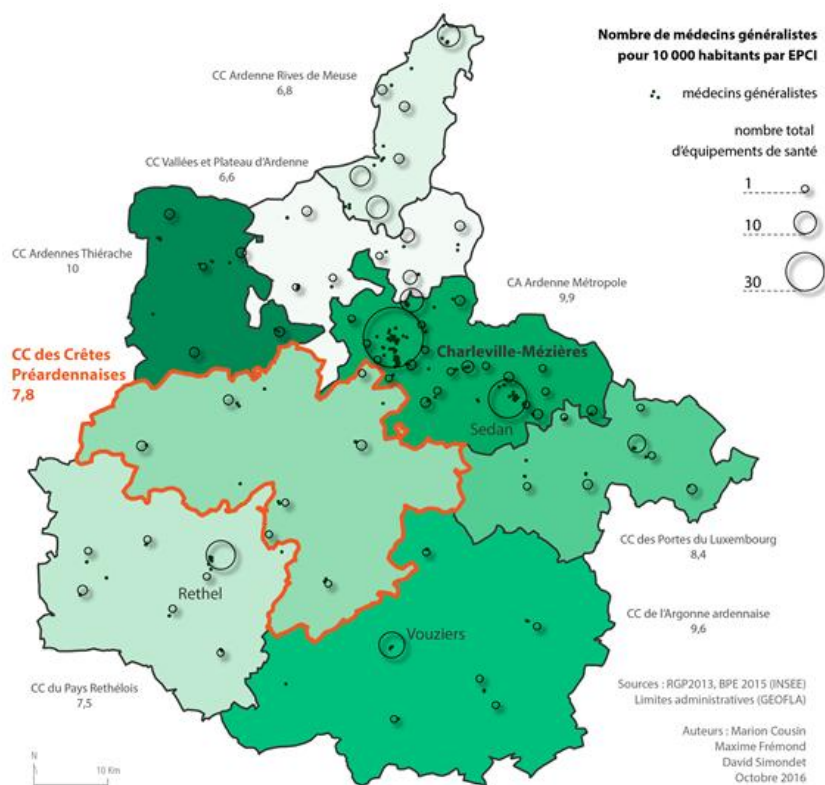 Nombre de médecins généralistes
pour 10 000 habitants par EPCI
médecins généralistes
nombre total
d'équipements de santé
1
10
30
CC Ardenne Rives de Meuse
6,8
CC Vallées et Plateau d'Ardenne
6,6
CC Ardennes Thiérache
10
CA Ardenne Métropole
9,9
CC des Crêtes
Préardennaises
7,8
Charleville-Mézières
Sedan
CC des Portes du Luxembourg
8,4
Rethel
Vouziers
CC de l'Argonne ardennaise
9,6
CC du Pays Rethélois
7,5
Sources : RGP2013, BPE 2015 (INSEE)
Limites administratives (GEOFLA)
Auteurs : Marion Cousin
Maxime Frémond
David Simondet
Octobre 2016
N
10 Km